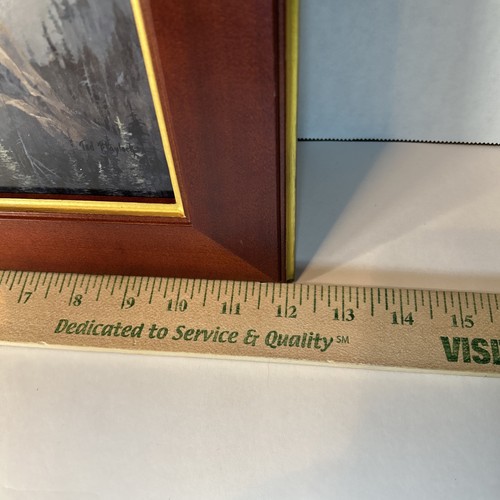 7 8 9 10 11 12 13 14 15
Dedicated to Service & Quality SM
VISI